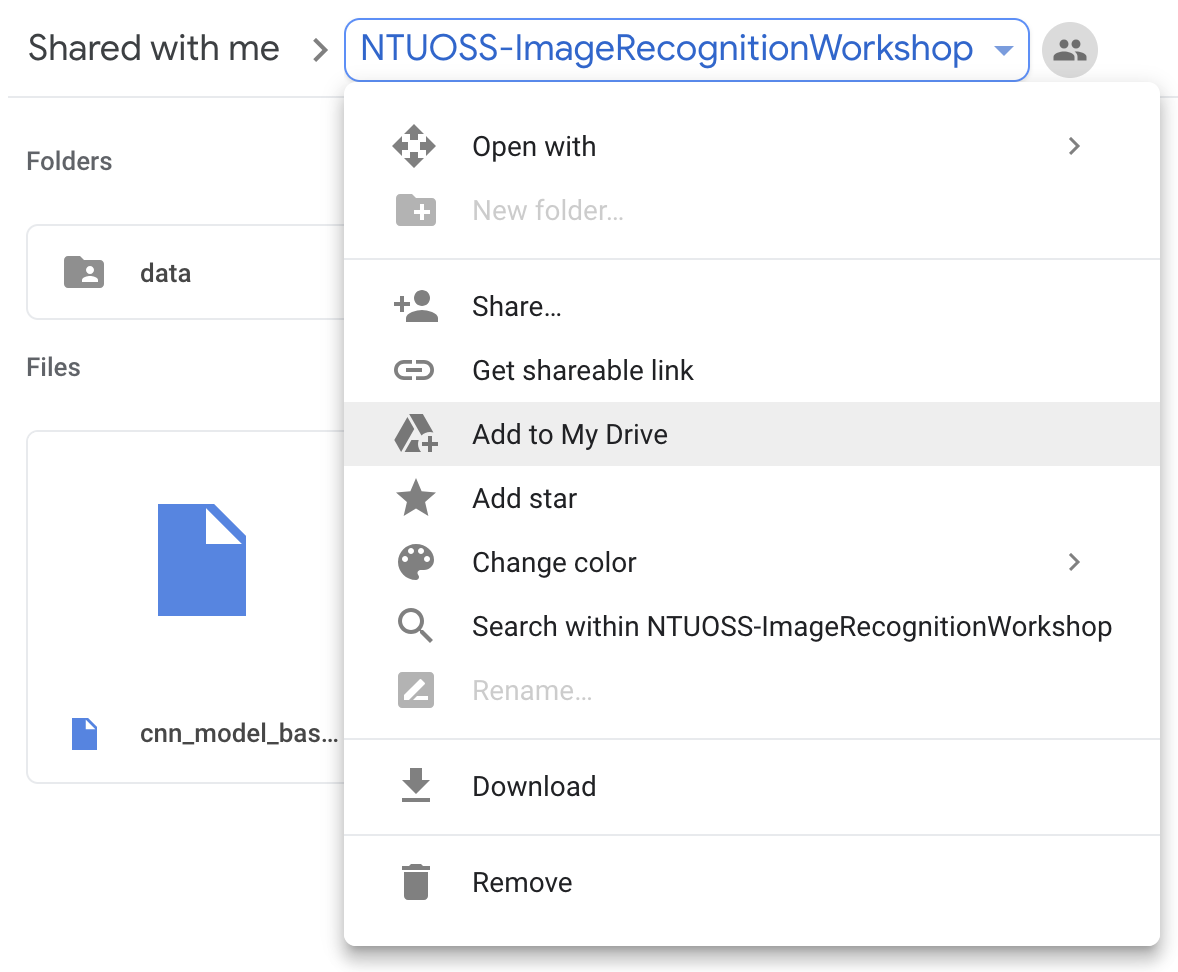 Shared with me > NTUOSS-ImageRecognitionWorkshop
Folders
data
Files
cnn_model_bas...
Open with
New folder...
Share...
Get shareable link
Add to My Drive
Add star
Change color
Search within NTUOSS-ImageRecognitionWorkshop
Rename...
Download
Remove